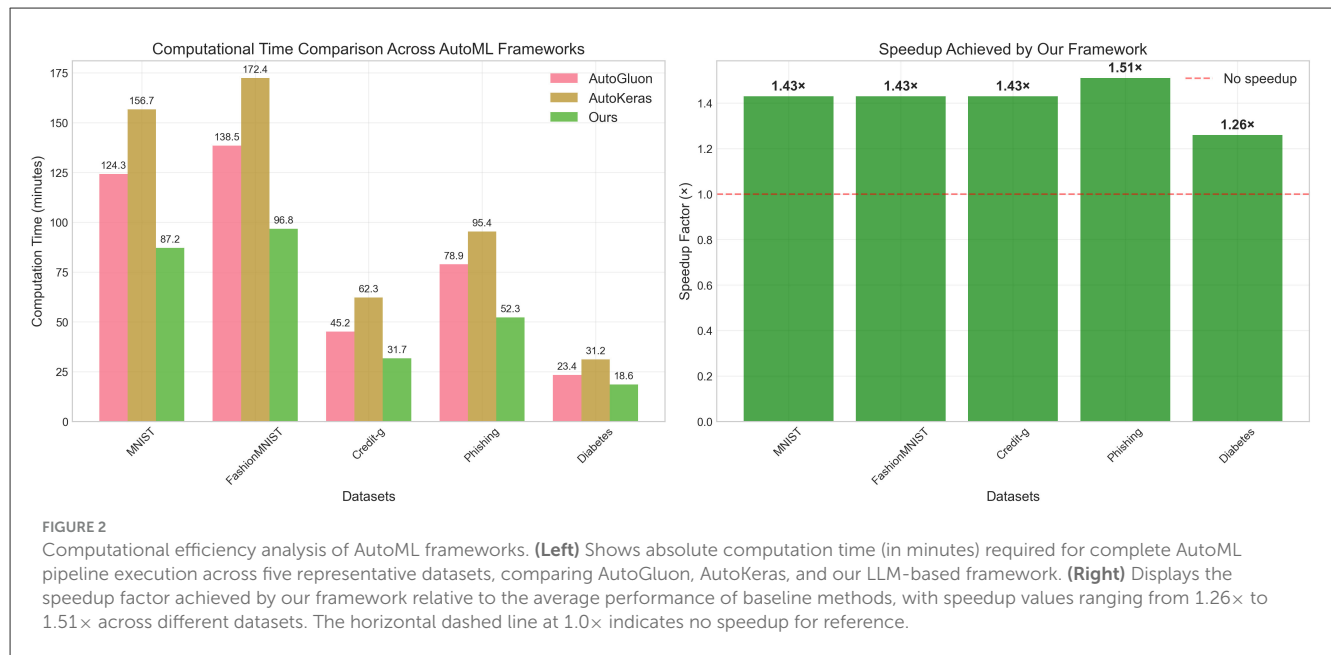 Computational Time Comparison Across AutoML Frameworks
AutoGluon
AutoKeras
Ours
Computation Time (minutes)
175
150
125
100
75
50
25
0
124.3
156.7
87.2
138.5
172.4
96.8
45.2
62.3
31.7
78.9
95.4
52.3
23.4
31.2
18.6
MNIST
FashionMNIST
Credit-g
Phishing
Diabetes
Datasets
Speedup Achieved by Our Framework
No speedup
Speedup Factor (×)
1.4
1.2
1.0
0.8
0.6
0.4
0.2
0.0
1.43×
1.43×
1.43×
1.51×
1.26×
MNIST
FashionMNIST
Credit-g
Phishing
Diabetes
Datasets
FIGURE 2
Computational efficiency analysis of AutoML frameworks. (Left) Shows absolute computation time (in minutes) required for complete AutoML
pipeline execution across five representative datasets, comparing AutoGluon, AutoKeras, and our LLM-based framework. (Right) Displays the
speedup factor achieved by our framework relative to the average performance of baseline methods, with speedup values ranging from 1.26× to
1.51× across different datasets. The horizontal dashed line at 1.0× indicates no speedup for reference.